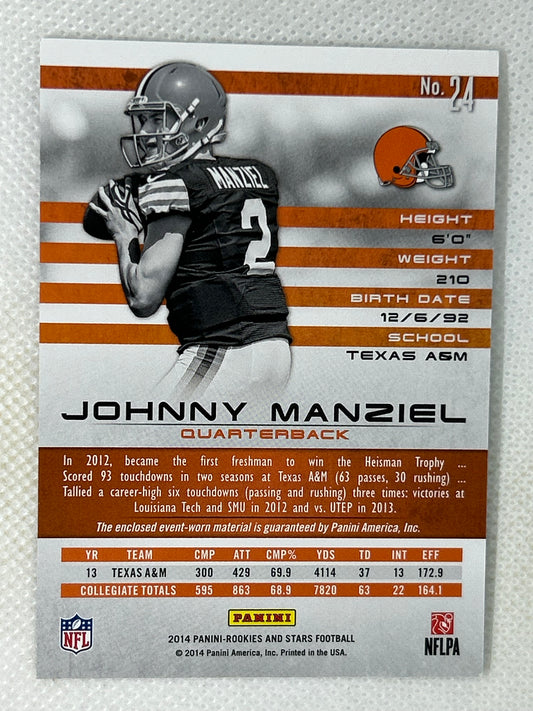 No. 24
MANZIEL
2
HEIGHT
6'0"
WEIGHT
210
BIRTH DATE
12/6/92
SCHOOL
TEXAS A&M
JOHNNY MANZIEL
QUARTERBACK
In 2012, became the first freshman to win the Heisman Trophy ...
Scored 93 touchdowns in two seasons at Texas A&M (63 passes, 30 rushing) ...
Tallied a career-high six touchdowns (passing and rushing) three times: victories at
Louisiana Tech and SMU in 2012 and vs. UTEP in 2013.
The enclosed event-worn material is guaranteed by Panini America, Inc.
YR TEAM CMP ATT CMP% YDS TD INT EFF
13 TEXAS A&M 300 429 69.9 4114 37 13 172.9
COLLEGIATE TOTALS 595 863 68.9 7820 63 22 164.1
NFL
PANINI
2014 PANINI-ROOKIES AND STARS FOOTBALL
© 2014 Panini America, Inc. Printed in the USA.
NFLPA